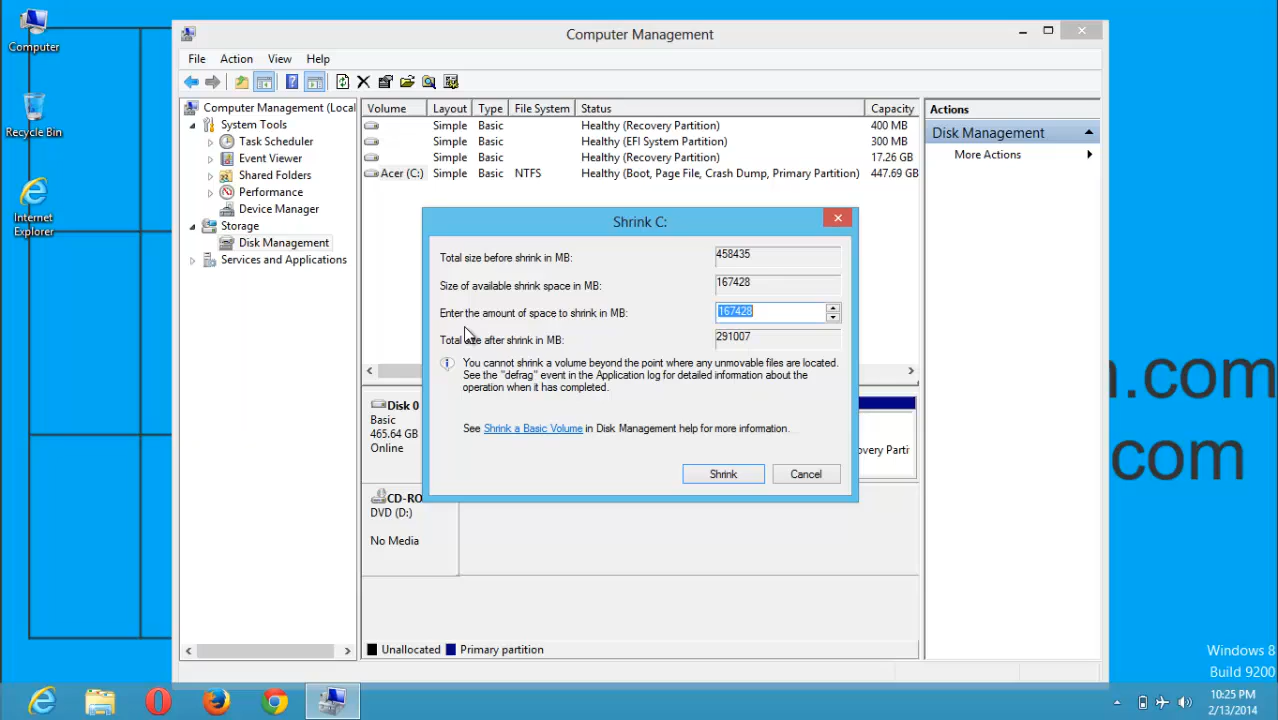 Computer
Recycle Bin
Internet
Explorer
Computer Management
File Action View Help
Computer Management (Local
System Tools
Task Scheduler
Event Viewer
Shared Folders
Performance
Device Manager
Storage
Disk Management
Services and Applications
Volume Layout Type File System Status Capacity
Simple Basic Healthy (Recovery Partition) 400 MB
Simple Basic Healthy (EFI System Partition) 300 MB
Simple Basic Healthy (Recovery Partition) 17.26 GB
Acer (C:) Simple Basic NTFS Healthy (Boot, Page File, Crash Dump, Primary Partition) 447.69 GB
Actions
Disk Management
More Actions
Shrink C:
Total size before shrink in MB: 458435
Size of available shrink space in MB: 167428
Enter the amount of space to shrink in MB: 167428
Total size after shrink in MB: 291007
You cannot shrink a volume beyond the point where any unmovable files are located.
See the "defrag" event in the Application log for detailed information about the
operation when it has completed.
See Shrink a Basic Volume in Disk Management help for more information.
Shrink Cancel
Disk 0
Basic
465.64 GB
Online
overy Parti
CD-RO
DVD (D:)
No Media
Unallocated Primary partition
.com
com
Windows 8
Build 9200
10:25 PM
2/13/2014